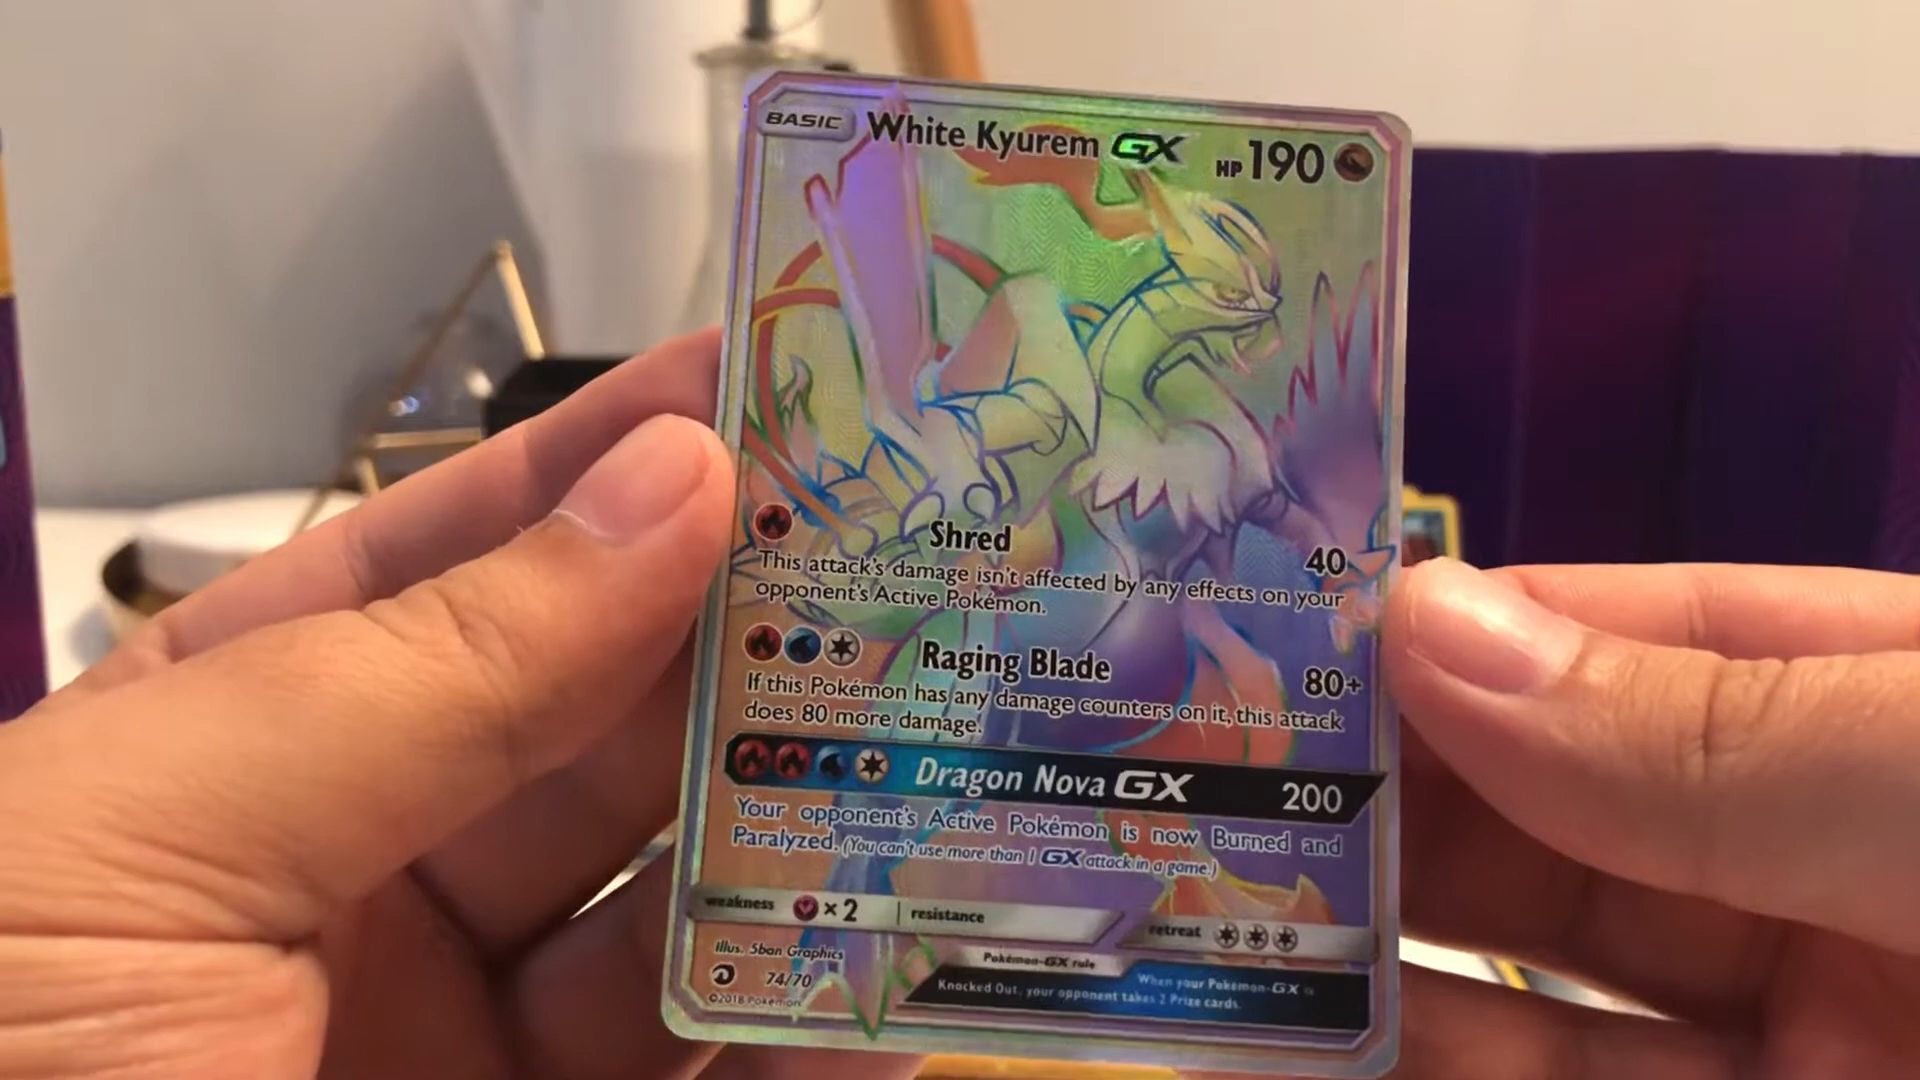 BASIC White Kyurem GX HP 190
Shred 40
This attack's damage isn't affected by any effects on your
opponent's Active Pokémon.
Raging Blade 80+
If this Pokémon has any damage counters on it, this attack
does 80 more damage.
Dragon Nova GX 200
Your opponent's Active Pokémon is now Burned and
Paralyzed. (You can't use more than 1 GX attack in a game.)
weakness ×2 resistance retreat
Illus. 5ban Graphics
74/70
©2018 Pokémon
Pokémon-GX rule
When your Pokémon-GX is
Knocked Out, your opponent takes 2 Prize cards.